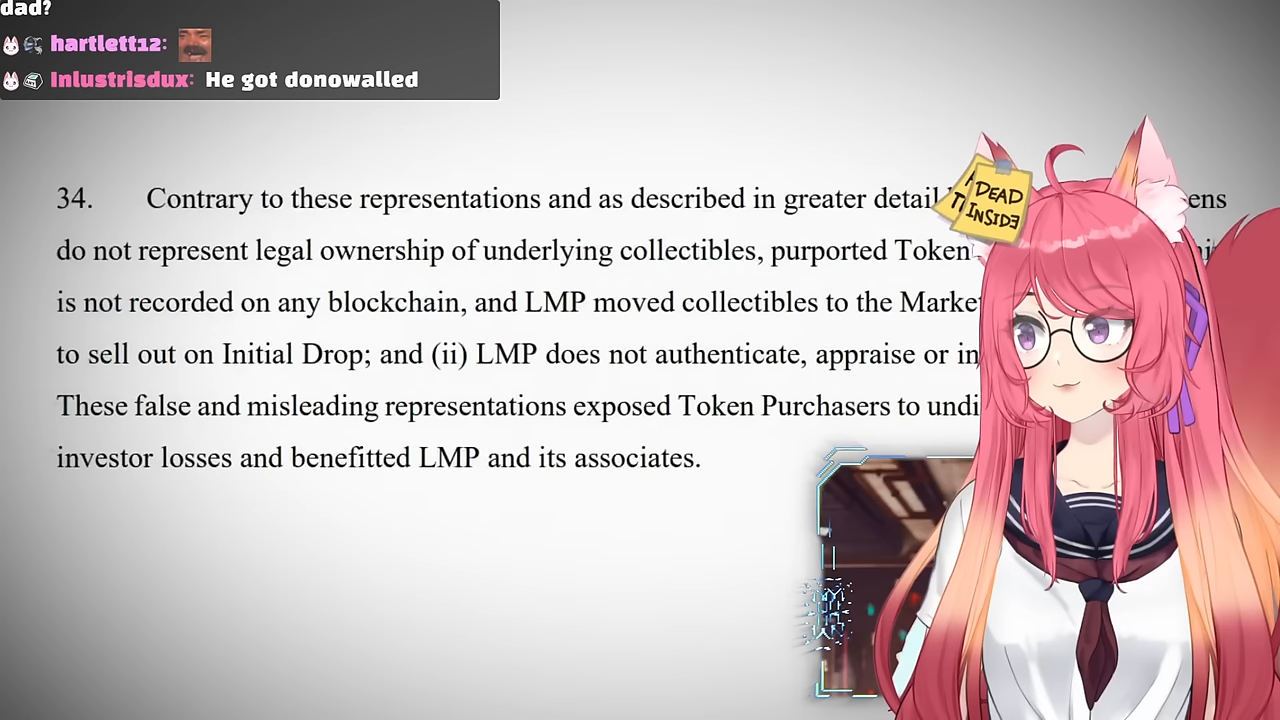 dad?
hartlett12:
Inlustrisdux: He got donowalled
34. Contrary to these representations and as described in greater detail
do not represent legal ownership of underlying collectibles, purported Token
is not recorded on any blockchain, and LMP moved collectibles to the
to sell out on Initial Drop; and (ii) LMP does not authenticate, appraise or
These false and misleading representations exposed Token Purchasers to
investor losses and benefitted LMP and its associates.
DEAD
INSIDE